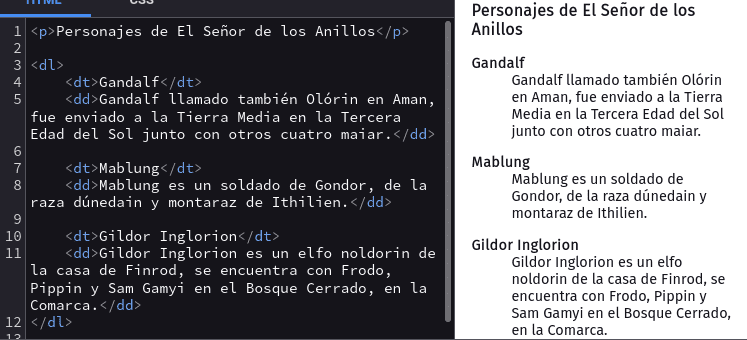 HTML
CSS
1 <p>Personajes de El Señor de los Anillos</p>
2
3 <dl>
4 <dt>Gandalf</dt>
5 <dd>Gandalf llamado también Olórin en Aman,
fue enviado a la Tierra Media en la Tercera
Edad del Sol junto con otros cuatro maiar.</dd>
6
7 <dt>Mablung</dt>
8 <dd>Mablung es un soldado de Gondor, de la
raza dúnedain y montaraz de Ithilien.</dd>
9
10 <dt>Gildor Inglorion</dt>
11 <dd>Gildor Inglorion es un elfo noldorin de
la casa de Finrod, se encuentra con Frodo,
Pippin y Sam Gamyi en el Bosque Cerrado, en la
Comarca.</dd>
12 </dl>
13
Personajes de El Señor de los
Anillos
Gandalf
Gandalf llamado también Olórin
en Aman, fue enviado a la Tierra
Media en la Tercera Edad del Sol
junto con otros cuatro maiar.
Mablung
Mablung es un soldado de
Gondor, de la raza dúnedain y
montaraz de Ithilien.
Gildor Inglorion
Gildor Inglorion es un elfo
noldorin de la casa de Finrod, se
encuentra con Frodo, Pippin y
Sam Gamyi en el Bosque Cerrado,
en la Comarca.